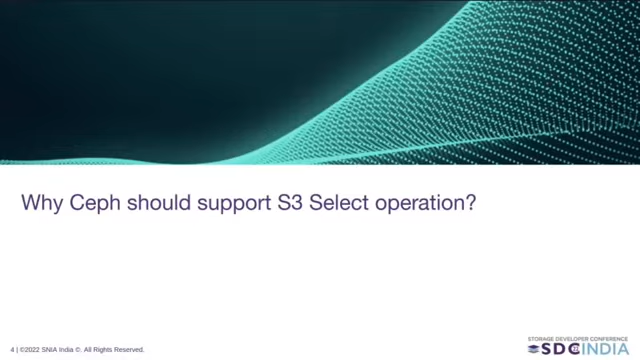 Why Ceph should support S3 Select operation?
4 | ©2022 SNIA India ©. All Rights Reserved.
STORAGE DEVELOPER CONFERENCE
SDC INDIA